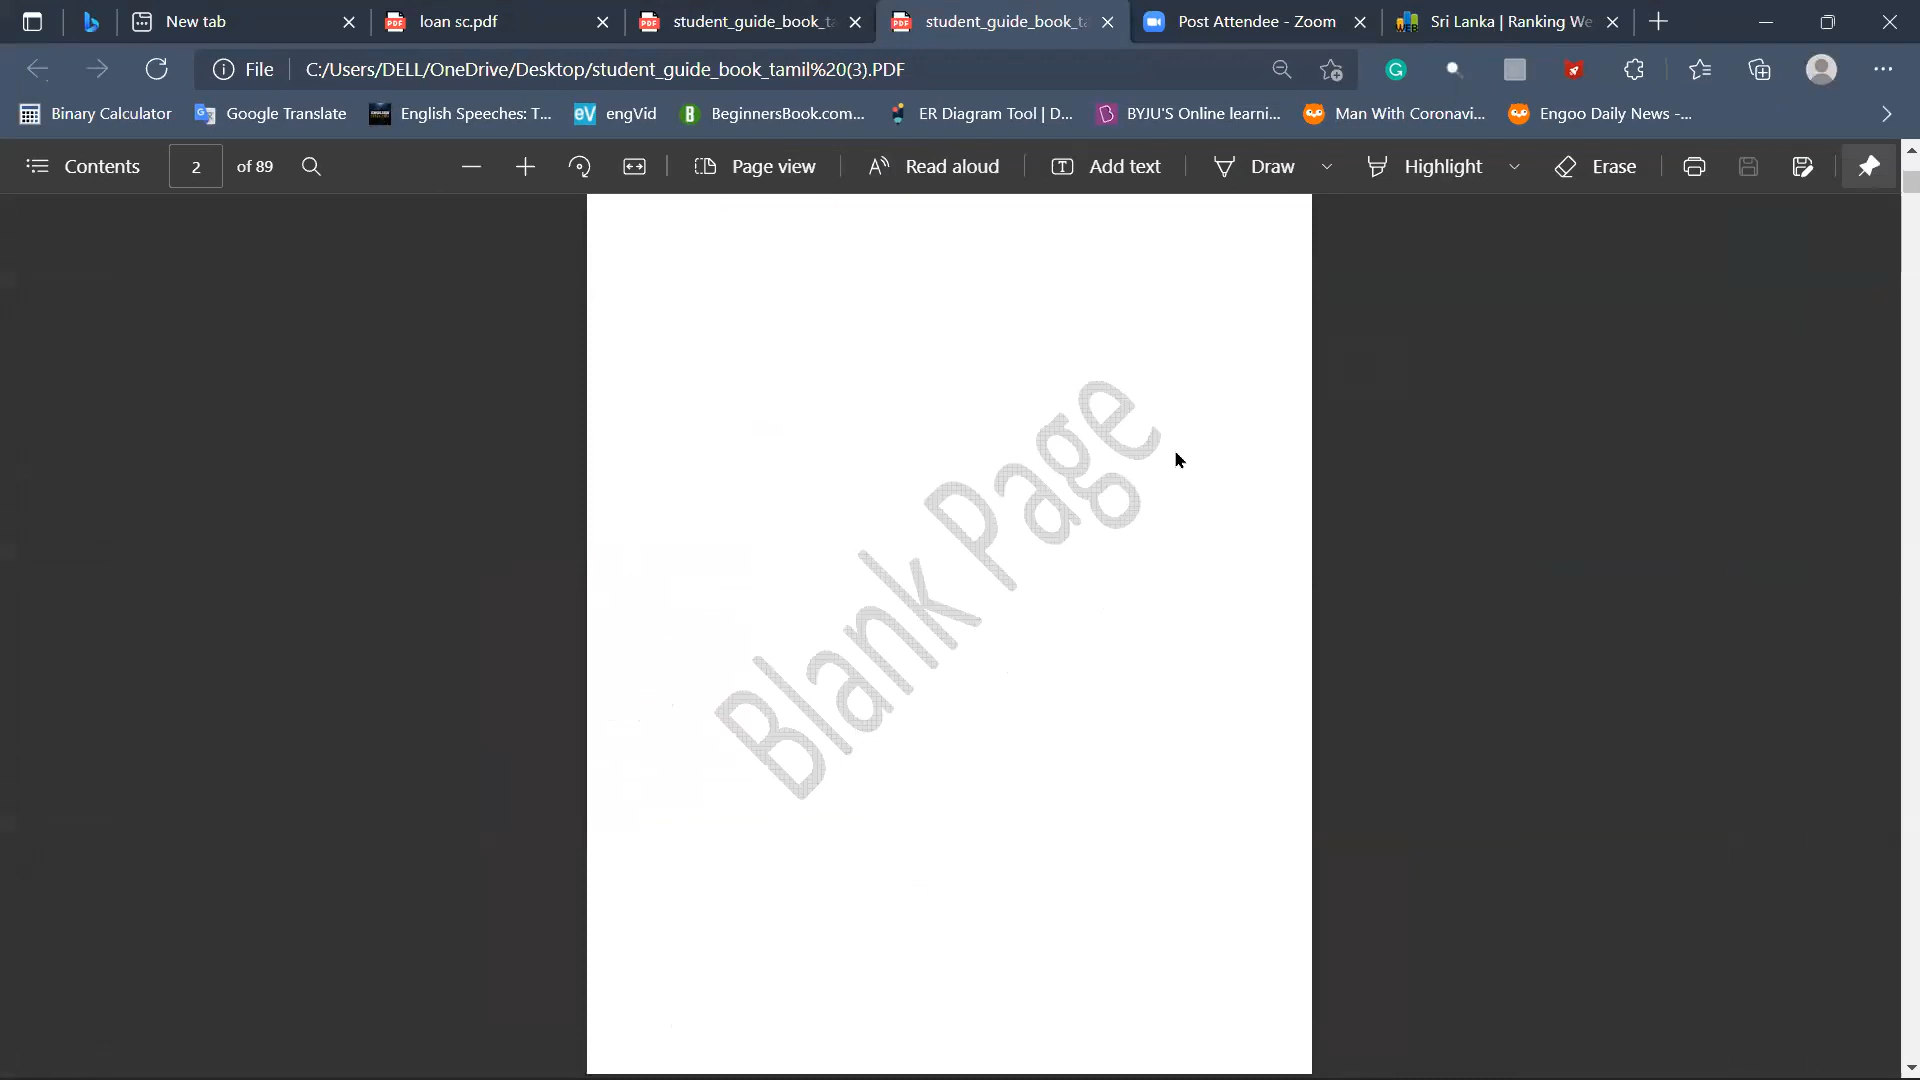 New tab
loan sc.pdf
student_guide_book_ta
student_guide_book_ta
Post Attendee - Zoom
Sri Lanka | Ranking We
File
C:/Users/DELL/OneDrive/Desktop/student_guide_book_tamil%20(3).PDF
Binary Calculator
Google Translate
English Speeches: T...
engVid
BeginnersBook.com...
ER Diagram Tool | D...
BYJU'S Online learni...
Man With Coronavi...
Engoo Daily News -...
Contents
2
of 89
Page view
Read aloud
Add text
Draw
Highlight
Erase
Blank Page